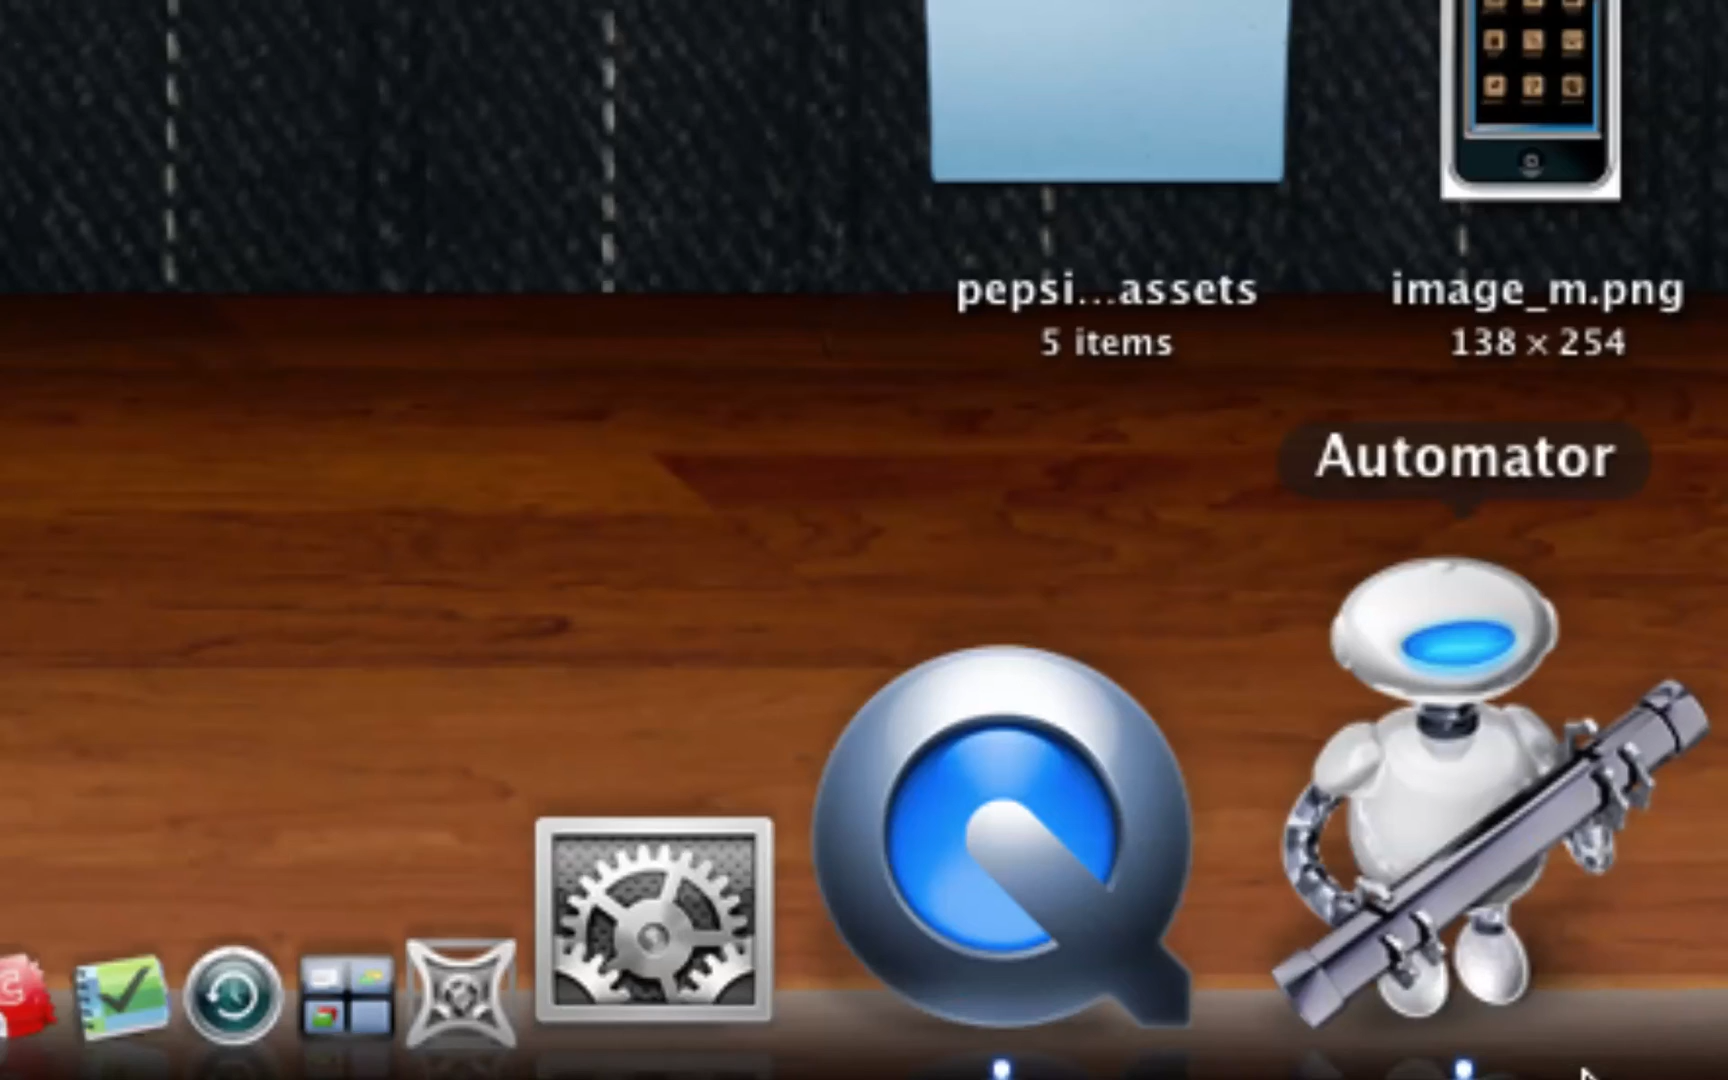 pepsi...assets
5 items
image_m.png
138 × 254
Automator